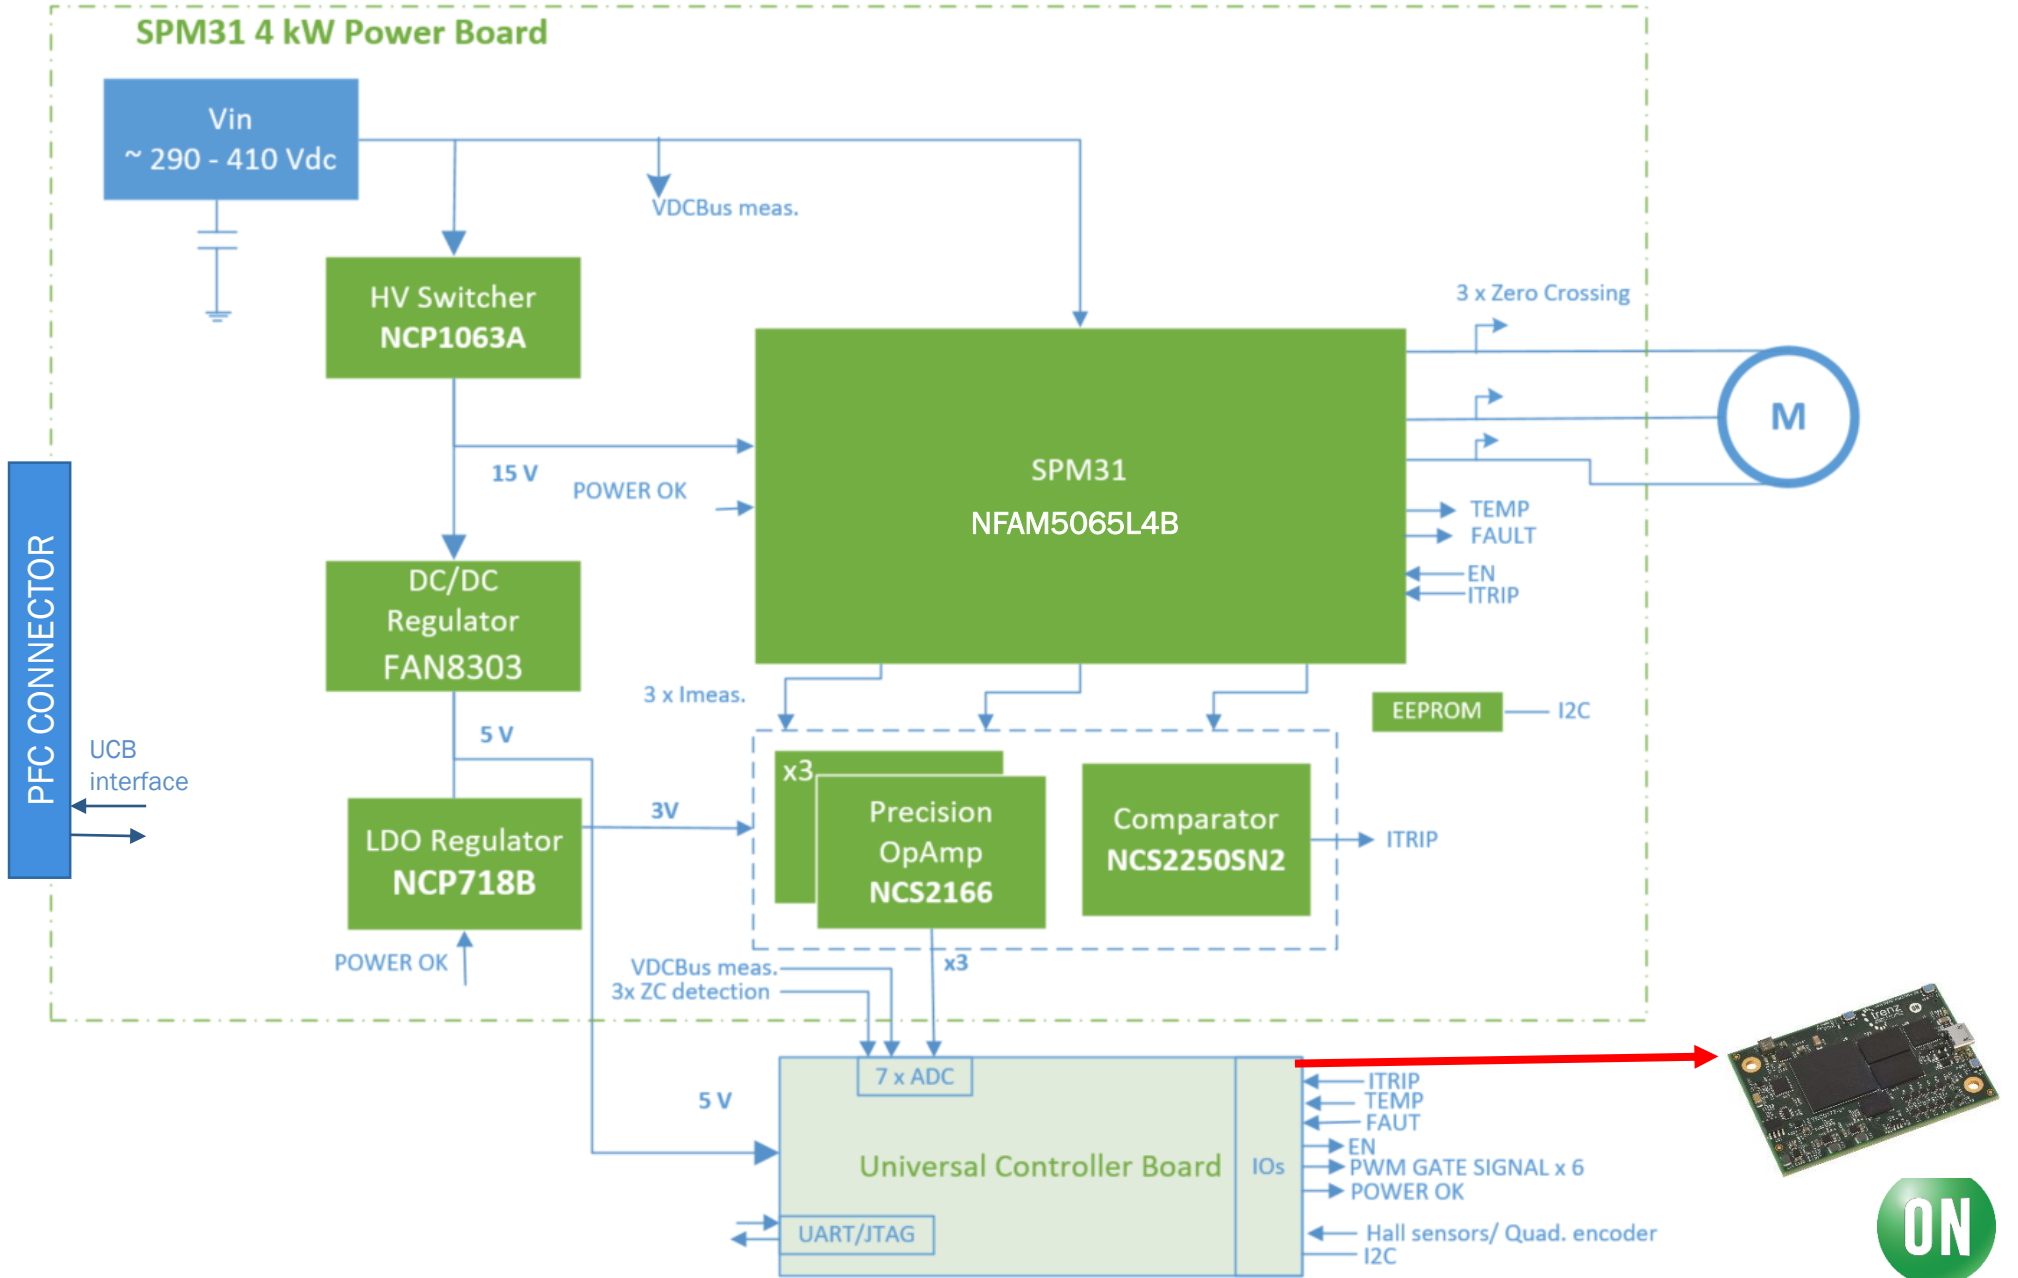 SPM31 4 kW Power Board
Vin
~ 290 - 410 Vdc
VDCBus meas.
HV Switcher
NCP1063A
3 x Zero Crossing
M
15 V
POWER OK
SPM31
NFAM5065L4B
TEMP
FAULT
EN
ITRIP
PFC CONNECTOR
UCB
interface
DC/DC
Regulator
FAN8303
3 x Imeas.
EEPROM
I2C
5 V
LDO Regulator
NCP718B
3V
x3
Precision
OpAmp
NCS2166
Comparator
NCS2250SN2
ITRIP
POWER OK
VDCBus meas.
3x ZC detection
x3
7 x ADC
5 V
Universal Controller Board
IOs
UART/JTAG
ITRIP
TEMP
FAUT
EN
PWM GATE SIGNAL x 6
POWER OK
Hall sensors/ Quad. encoder
I2C
trenz
ON